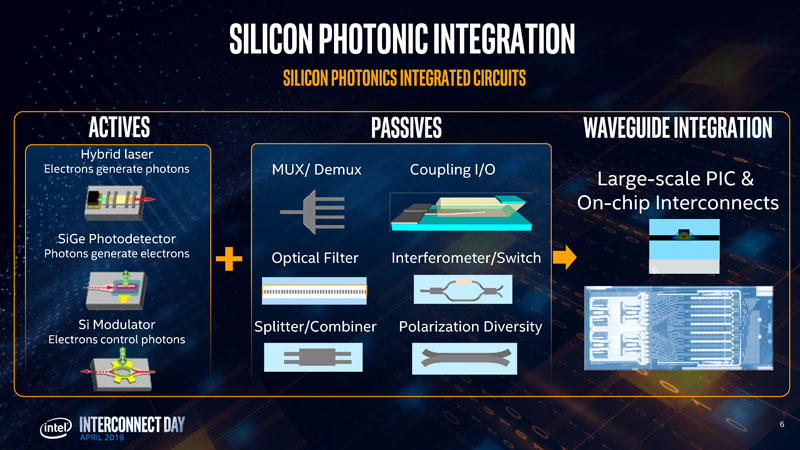 SILICON PHOTONIC INTEGRATION
SILICON PHOTONICS INTEGRATED CIRCUITS
ACTIVES
Hybrid laser
Electrons generate photons
SiGe Photodetector
Photons generate electrons
Si Modulator
Electrons control photons
PASSIVES
MUX/ Demux
Coupling I/O
Optical Filter
Interferometer/Switch
Splitter/Combiner
Polarization Diversity
WAVEGUIDE INTEGRATION
Large-scale PIC &
On-chip Interconnects
Si
intel
INTERCONNECT DAY
APRIL 2019
6